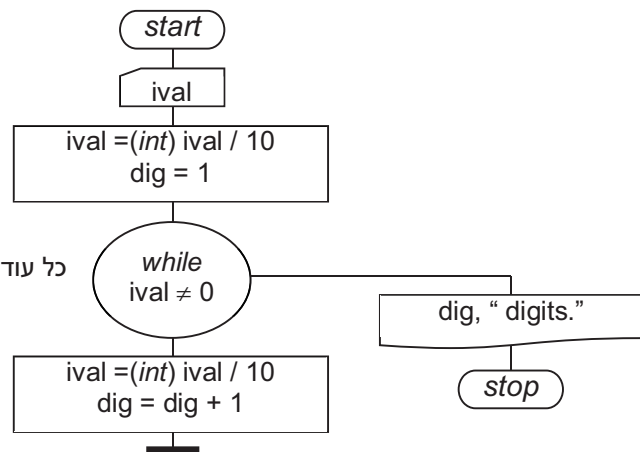 start
ival
ival =(int) ival / 10
dig = 1
כל עוד
while
ival ≠ 0
dig, “ digits.”
ival =(int) ival / 10
dig = dig + 1
stop